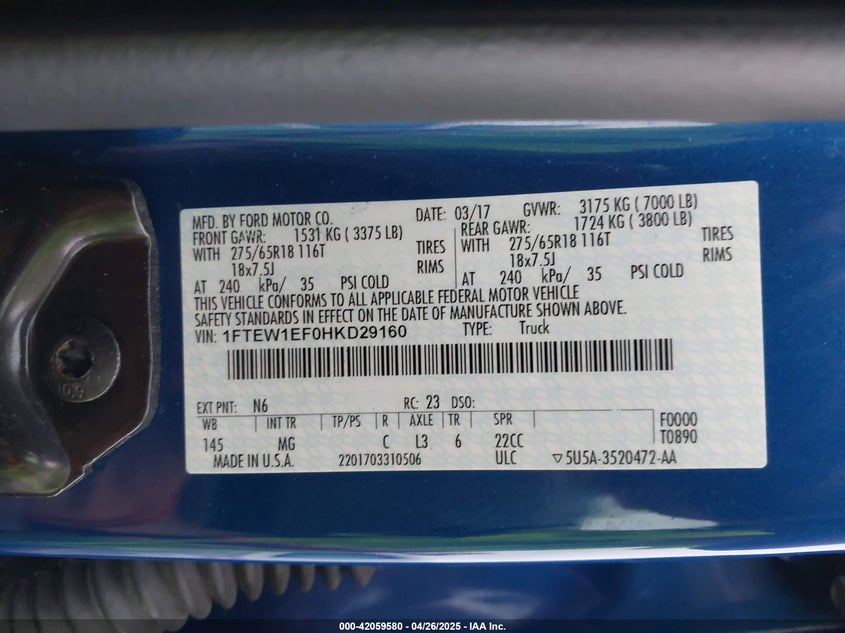 MFD. BY FORD MOTOR CO. DATE: 03/17 GVWR: 3175 KG ( 7000 LB)
FRONT GAWR: 1531 KG ( 3375 LB) REAR GAWR: 1724 KG ( 3800 LB)
WITH 275/65R18 116T TIRES WITH 275/65R18 116T TIRES
18x7.5J RIMS 18x7.5J RIMS
AT 240 kPa/ 35 PSI COLD AT 240 kPa/ 35 PSI COLD
THIS VEHICLE CONFORMS TO ALL APPLICABLE FEDERAL MOTOR VEHICLE
SAFETY STANDARDS IN EFFECT ON THE DATE OF MANUFACTURE SHOWN ABOVE.
VIN: 1FTEW1EF0HKD29160 TYPE: Truck
EXT PNT: N6 RC: 23 DSO:
WB INT TR TP/PS R AXLE TR SPR F0000
145 MG C L3 6 22CC T0890
MADE IN U.S.A. 2201703310506 ULC ▽5U5A-3520472-AA
000-42059580 - 04/26/2025 - IAA Inc.